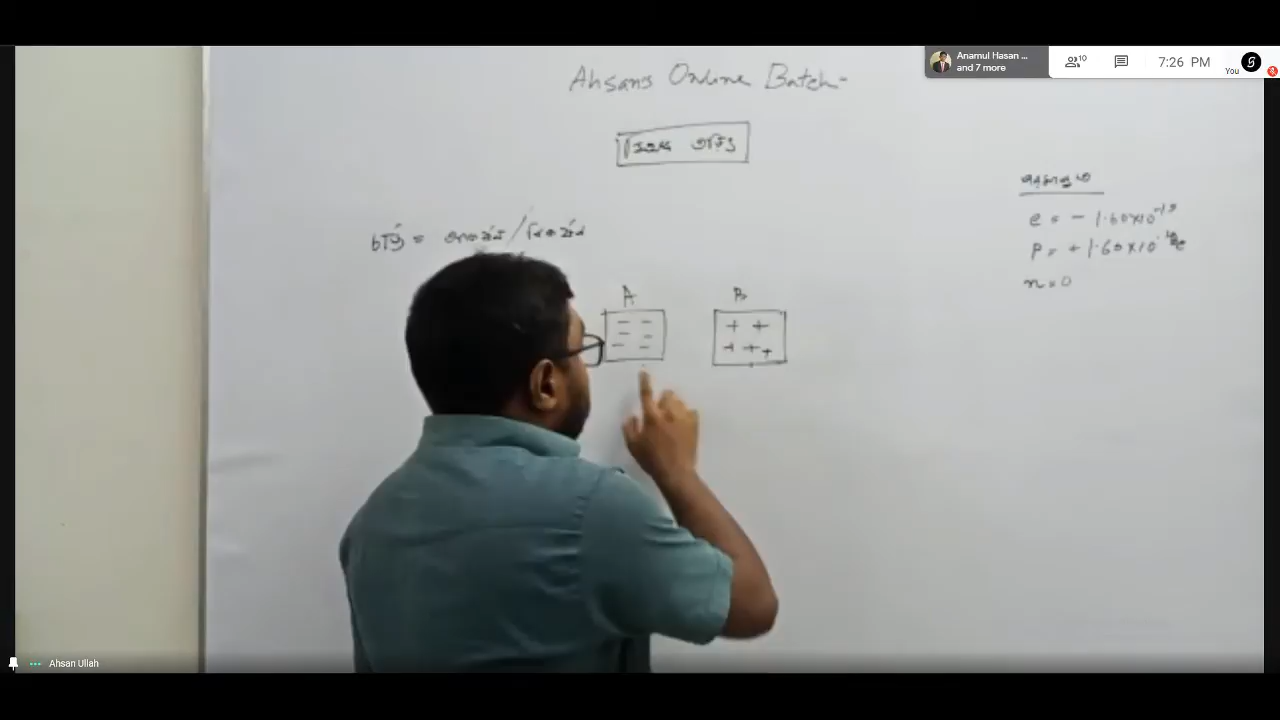 Anamul Hasan ...
and 7 more
10
7:26 PM
You
Ahsans Online Batch
স্থির তড়িৎ
চার্জ = আকর্ষণ / বিকর্ষণ
e = - 1.60×10⁻¹⁹
P = + 1.60×10⁻¹⁹ c
n = 0
A B
Ahsan Ullah